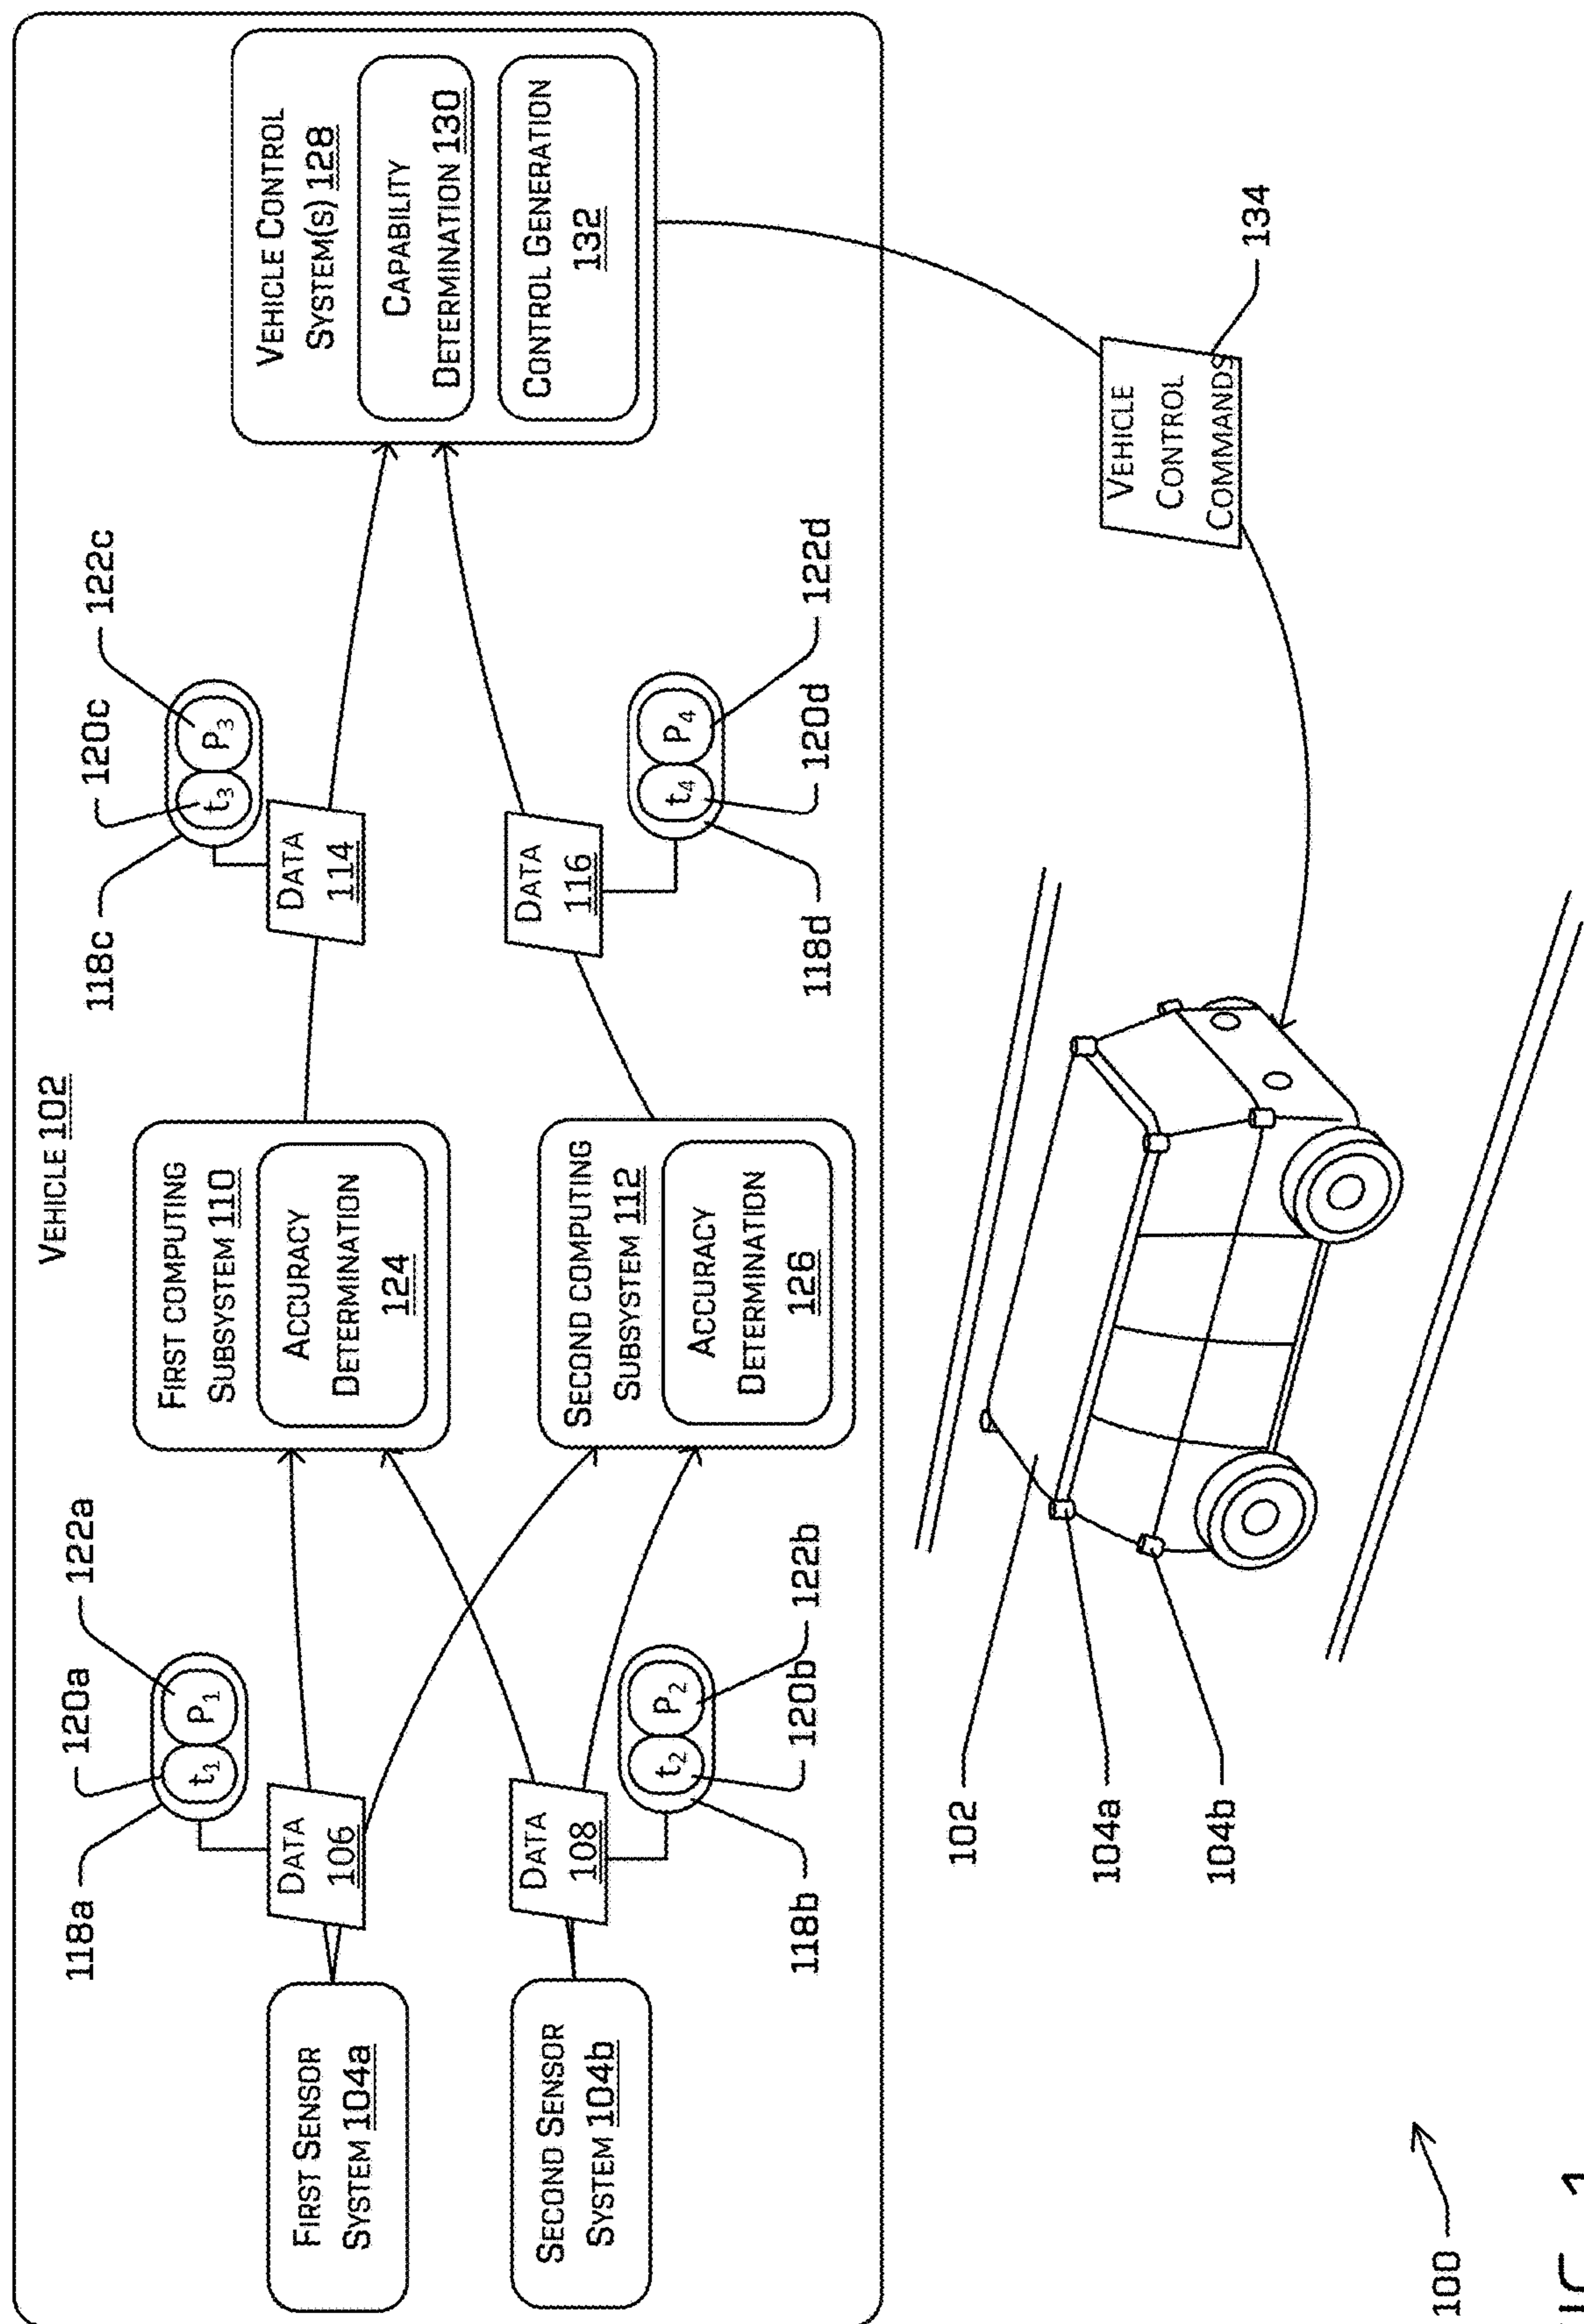 VEHICLE 102
118a
120a
122a
t1
P1
FIRST SENSOR
SYSTEM 104a
DATA
106
SECOND SENSOR
SYSTEM 104b
DATA
108
t2
P2
118b
120b
122b
FIRST COMPUTING
SUBSYSTEM 110
ACCURACY
DETERMINATION
124
SECOND COMPUTING
SUBSYSTEM 112
ACCURACY
DETERMINATION
126
118c
120c
122c
t3
P3
DATA
114
DATA
116
t4
P4
118d
120d
122d
VEHICLE CONTROL
SYSTEM(S) 128
CAPABILITY
DETERMINATION 130
CONTROL GENERATION
132
102
104a
104b
VEHICLE
CONTROL
COMMANDS
134
100